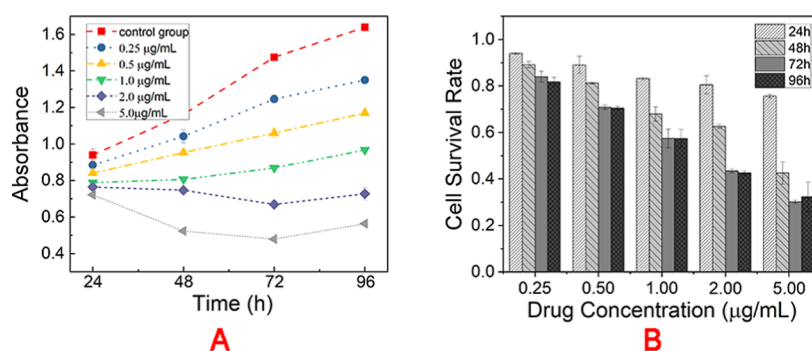 1.6
1.4
1.2
1.0
0.8
0.6
0.4
Absorbance
control group
0.25 μg/mL
0.5 μg/mL
1.0 μg/mL
2.0 μg/mL
5.0μg/mL
24 48 72 96
Time (h)
A
1.0
0.8
0.6
0.4
0.2
0.0
Cell Survival Rate
24h
48h
72h
96h
0.25 0.50 1.00 2.00 5.00
Drug Concentration (μg/mL)
B